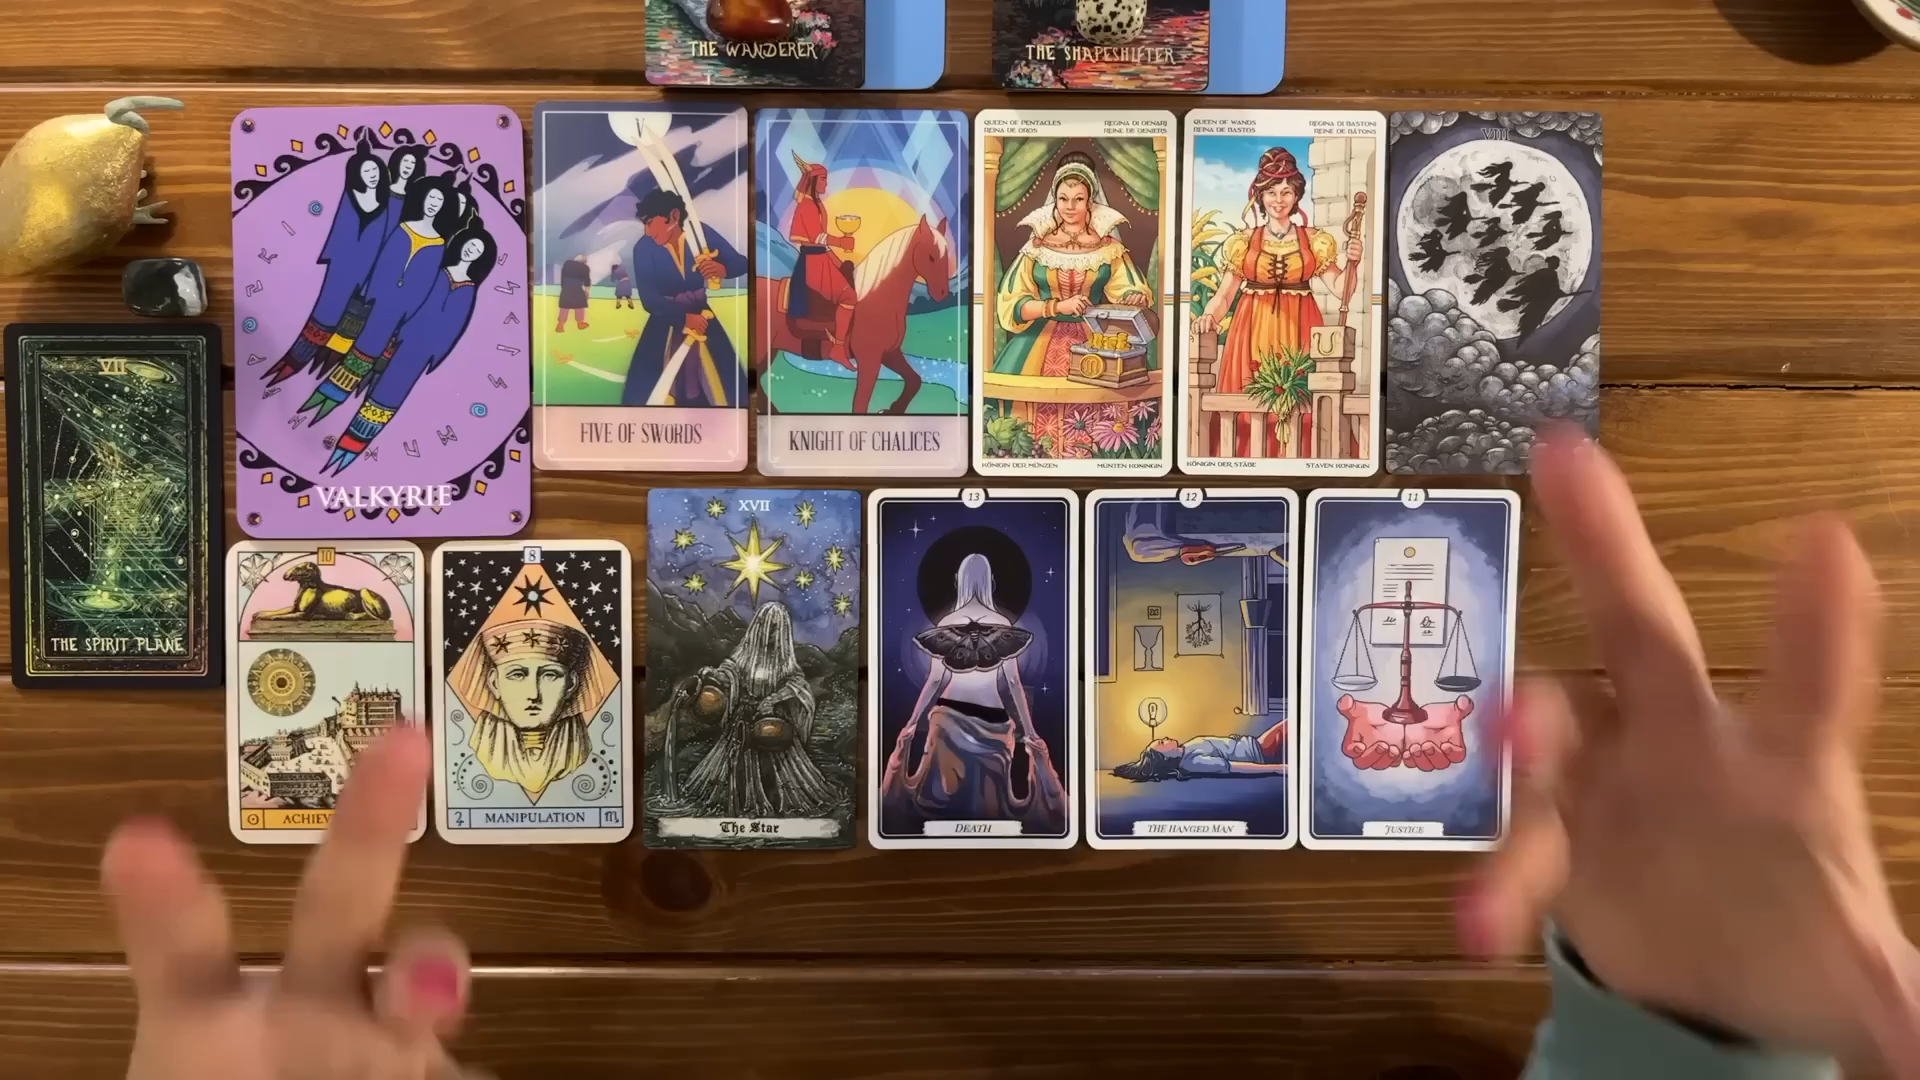 THE WANDERER
THE SHAPESHIFTER
VALKYRIE
FIVE OF SWORDS
KNIGHT OF CHALICES
QUEEN OF PENTACLES
REINA DE OROS
REGINA DI DENARI
REINE DE DENIERS
KÖNIGIN DER MÜNZEN
MUNTEN KONINGIN
QUEEN OF WANDS
REINA DE BASTOS
REGINA DI BASTONI
REINE DE BÂTONS
KÖNIGIN DER STÄBE
STAVEN KONINGIN
VIII
VII
THE SPIRIT PLANE
10
8
MANIPULATION
XVII
The Star
13
DEATH
12
THE HANGED MAN
11
JUSTICE